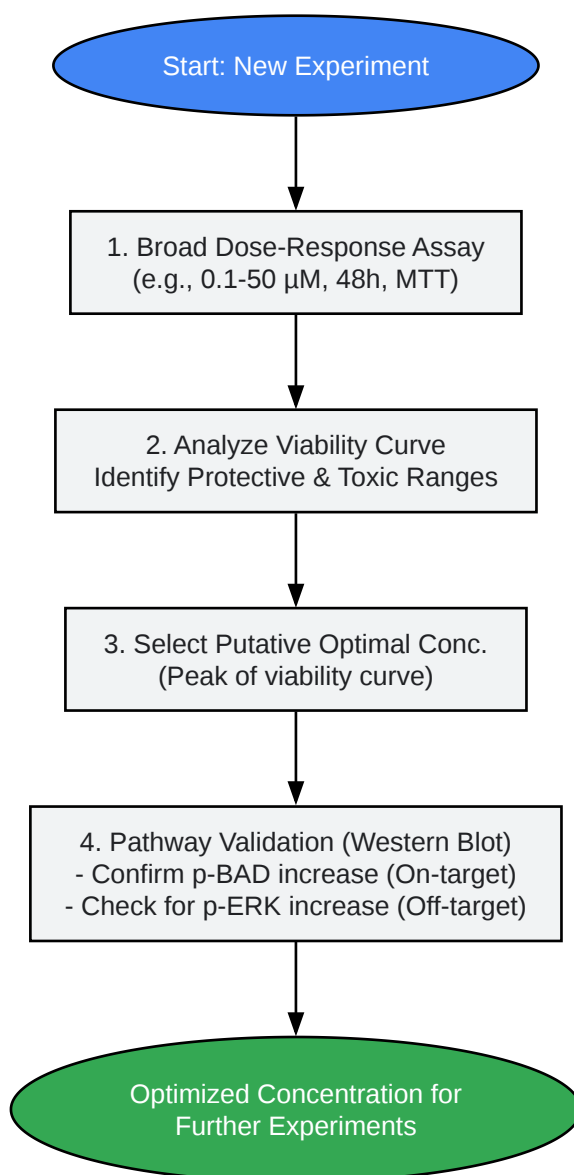 Start: New Experiment
1. Broad Dose-Response Assay
(e.g., 0.1-50 µM, 48h, MTT)
2. Analyze Viability Curve
Identify Protective & Toxic Ranges
3. Select Putative Optimal Conc.
(Peak of viability curve)
4. Pathway Validation (Western Blot)
- Confirm p-BAD increase (On-target)
- Check for p-ERK increase (Off-target)
Optimized Concentration for
Further Experiments